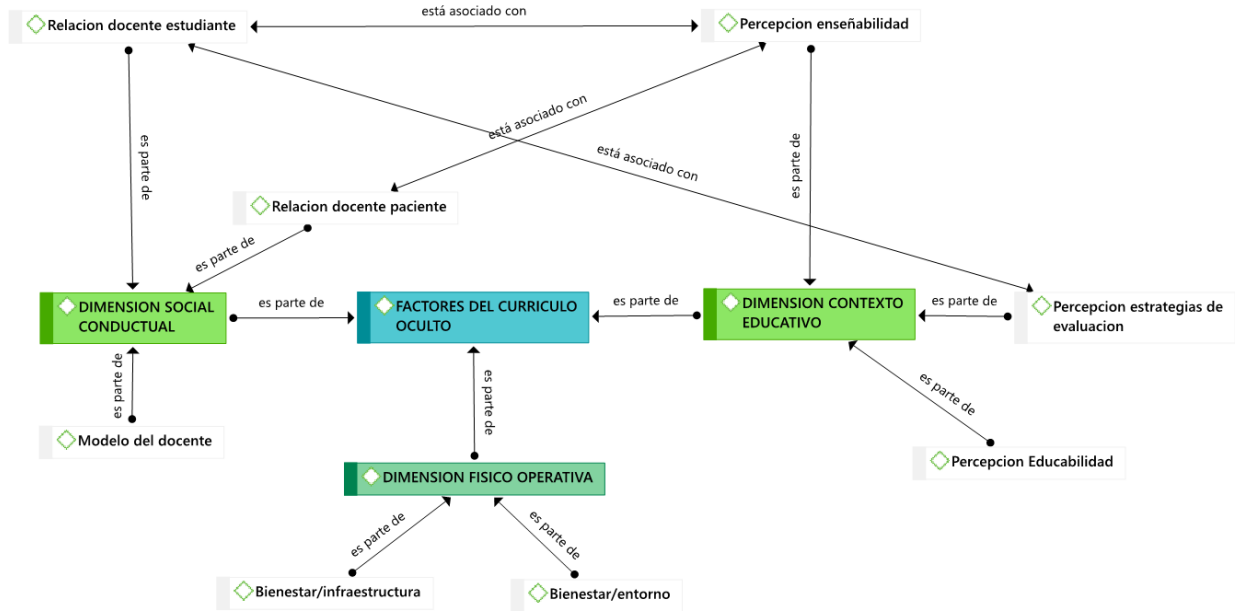 Relacion docente estudiante
está asociado con
Percepcion enseñabilidad
está asociado con
es parte de
está asociado con
es parte de
Relacion docente paciente
es parte de
DIMENSION SOCIAL
CONDUCTUAL
es parte de
FACTORES DEL CURRICULO
OCULTO
es parte de
DIMENSION CONTEXTO
EDUCATIVO
es parte de
Percepcion estrategias de
evaluacion
es parte de
es parte de
es parte de
Modelo del docente
Percepcion Educabilidad
DIMENSION FISICO OPERATIVA
es parte de
es parte de
Bienestar/infraestructura
Bienestar/entorno